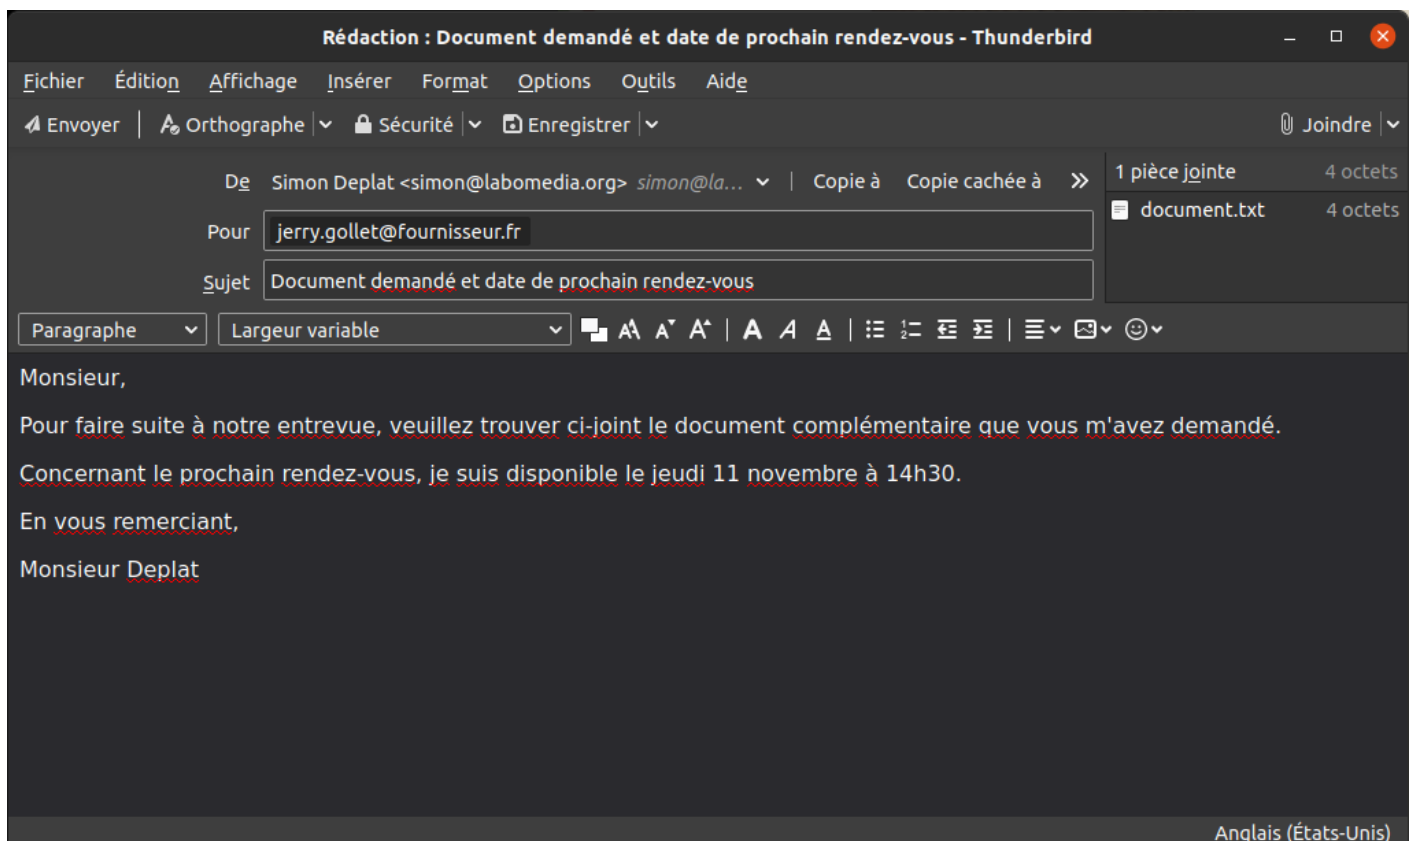 Rédaction : Document demandé et date de prochain rendez-vous - Thunderbird
Fichier Édition Affichage Insérer Format Options Outils Aide
Envoyer Orthographe Sécurité Enregistrer Joindre
De Simon Deplat <simon@labomedia.org> simon@la... Copie à Copie cachée à
1 pièce jointe 4 octets
document.txt 4 octets
Pour jerry.gollet@fournisseur.fr
Sujet Document demandé et date de prochain rendez-vous
Paragraphe Largeur variable
Monsieur,
Pour faire suite à notre entrevue, veuillez trouver ci-joint le document complémentaire que vous m'avez demandé.
Concernant le prochain rendez-vous, je suis disponible le jeudi 11 novembre à 14h30.
En vous remerciant,
Monsieur Deplat
Anglais (États-Unis)